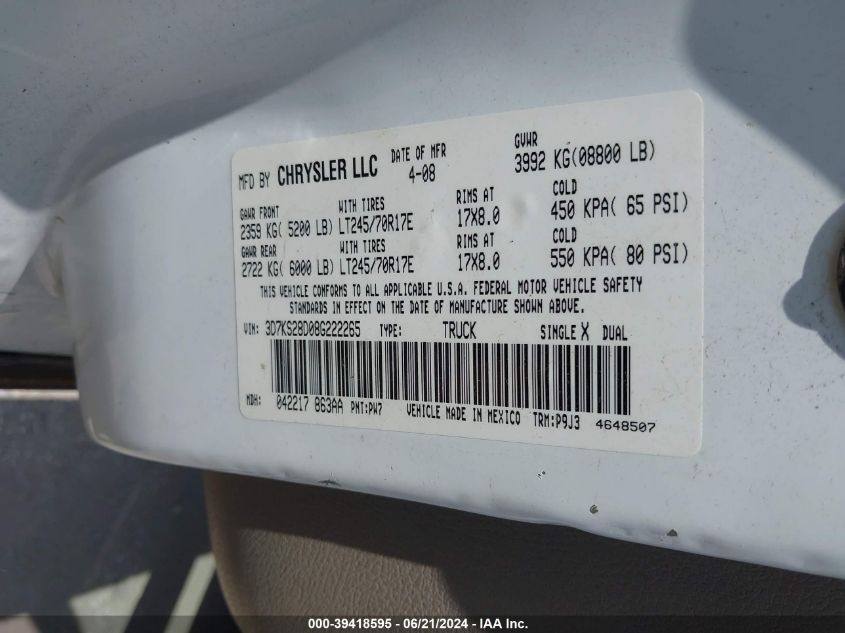 MFD BY CHRYSLER LLC DATE OF MFR 4-08 GVWR 3992 KG(08800 LB)
GAWR FRONT WITH TIRES RIMS AT COLD
2359 KG( 5200 LB) LT245/70R17E 17X8.0 450 KPA( 65 PSI)
GAWR REAR WITH TIRES RIMS AT COLD
2722 KG( 6000 LB) LT245/70R17E 17X8.0 550 KPA( 80 PSI)
THIS VEHICLE CONFORMS TO ALL APPLICABLE U.S.A. FEDERAL MOTOR VEHICLE SAFETY
STANDARDS IN EFFECT ON THE DATE OF MANUFACTURE SHOWN ABOVE.
VIN: 3D7KS28D08G222265 TYPE: TRUCK SINGLE X DUAL
MDH: 042217 863AA PNT:PW7 VEHICLE MADE IN MEXICO TRM:P9J3 4648507
000-39418595 - 06/21/2024 - IAA Inc.